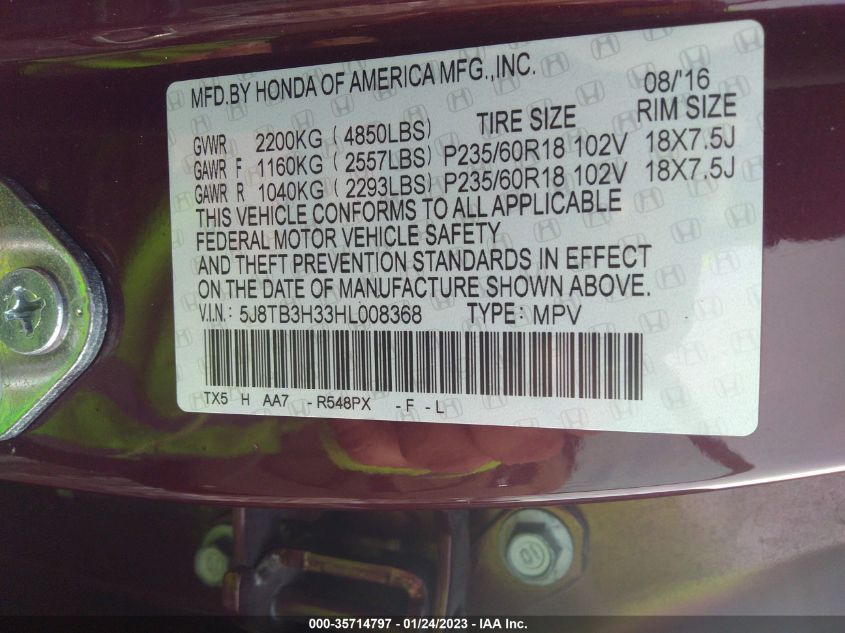 MFD.BY HONDA OF AMERICA MFG.,INC. 08/'16
TIRE SIZE RIM SIZE
GVWR 2200KG (4850LBS)
GAWR F 1160KG (2557LBS) P235/60R18 102V 18X7.5J
GAWR R 1040KG (2293LBS) P235/60R18 102V 18X7.5J
THIS VEHICLE CONFORMS TO ALL APPLICABLE
FEDERAL MOTOR VEHICLE SAFETY
AND THEFT PREVENTION STANDARDS IN EFFECT
ON THE DATE OF MANUFACTURE SHOWN ABOVE.
V.I.N.: 5J8TB3H33HL008368 TYPE: MPV
TX5 H AA7 - R548PX - F - L
000-35714797 - 01/24/2023 - IAA Inc.